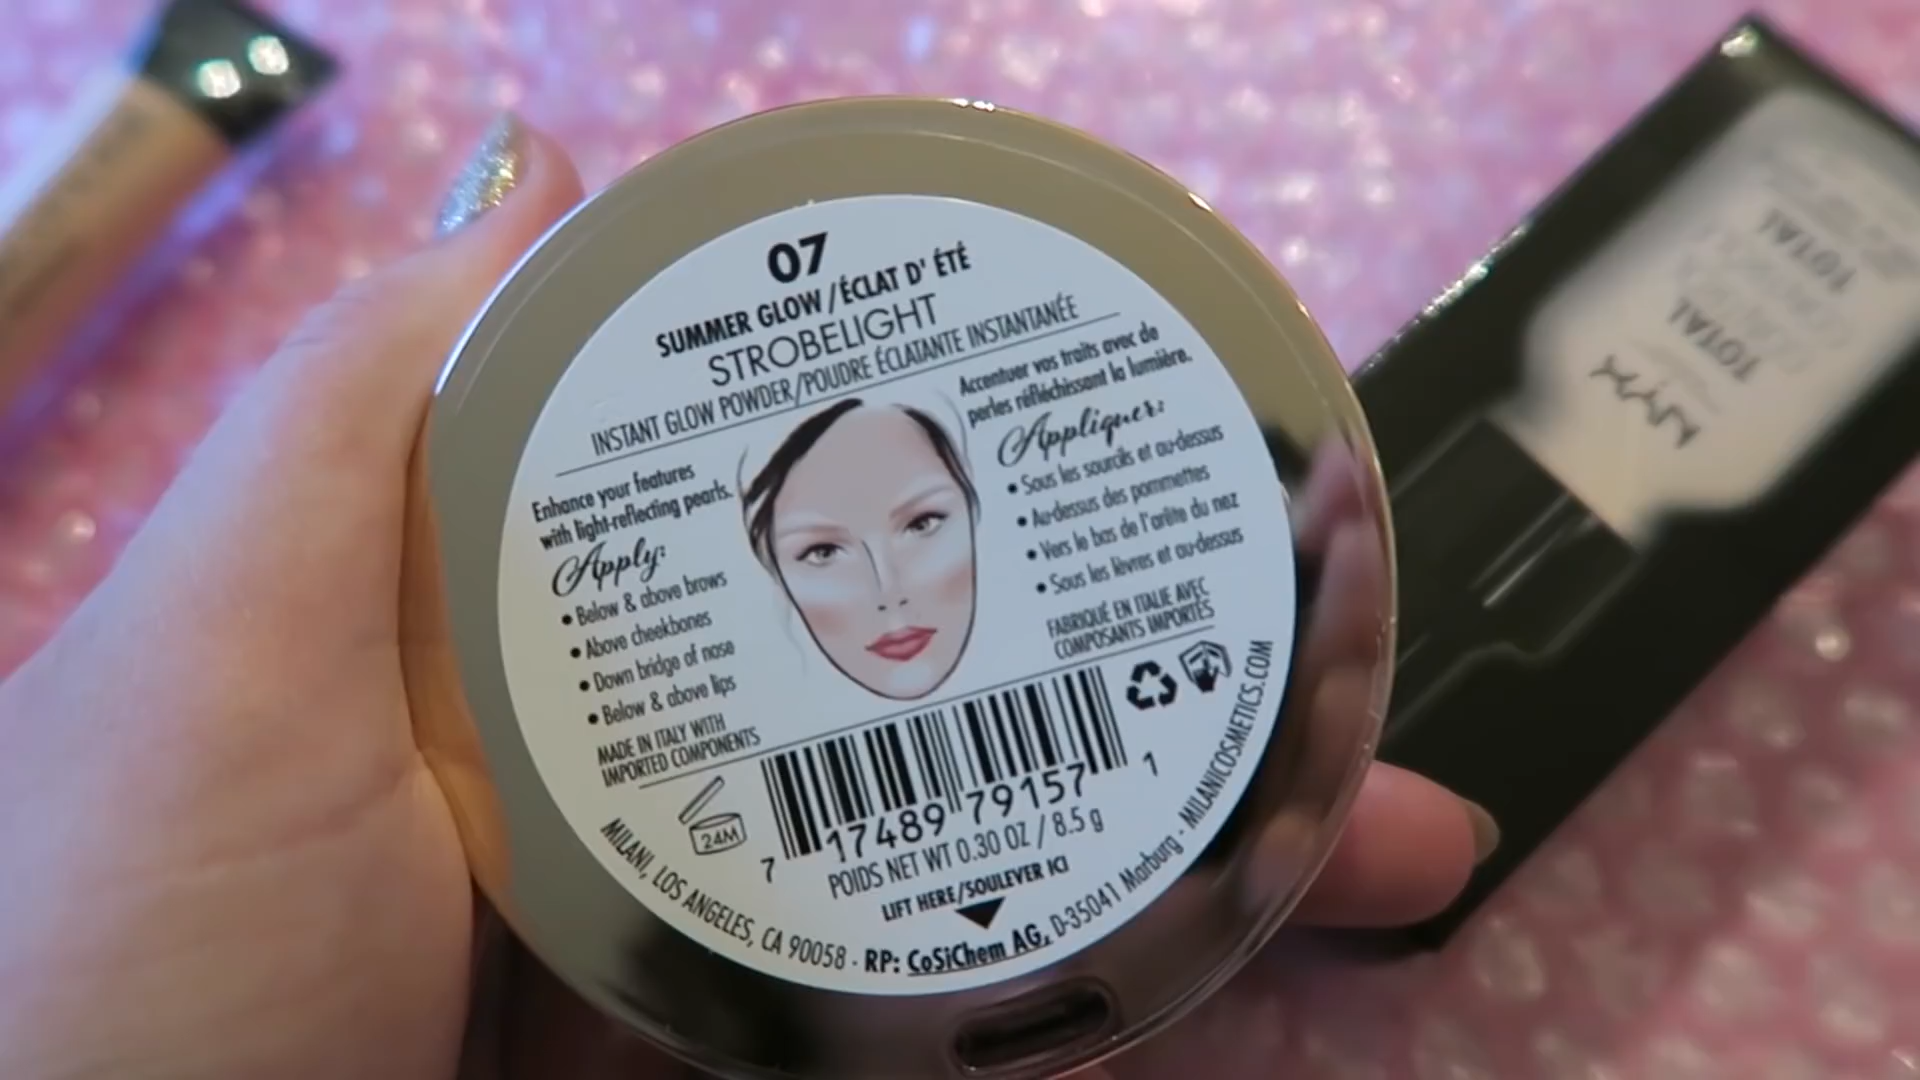 07
SUMMER GLOW/ÉCLAT D' ÉTÉ
STROBELIGHT
INSTANT GLOW POWDER/POUDRE ÉCLATANTE INSTANTANÉE
Enhance your features
with light-reflecting pearls.
Apply:
• Below & above brows
• Above cheekbones
• Down bridge of nose
• Below & above lips
MADE IN ITALY WITH
IMPORTED COMPONENTS
Accentuer vos traits avec de
perles réfléchissant la lumière.
Appliquer:
• Sous les sourcils et au-dessus
• Au-dessus des pommettes
• Vers le bas de l'arête du nez
• Sous les lèvres et au-dessus
FABRIQUÉ EN ITALIE AVEC
COMPOSANTS IMPORTÉS
24M
7 17489 79157 1
POIDS NET WT 0.30 OZ / 8.5 g
LIFT HERE/SOULEVER ICI
MILANI, LOS ANGELES, CA 90058 · RP: CoSiChem AG, D-35041 Marburg · MILANICOSMETICS.COM
NYX
TOTAL
TOTAL